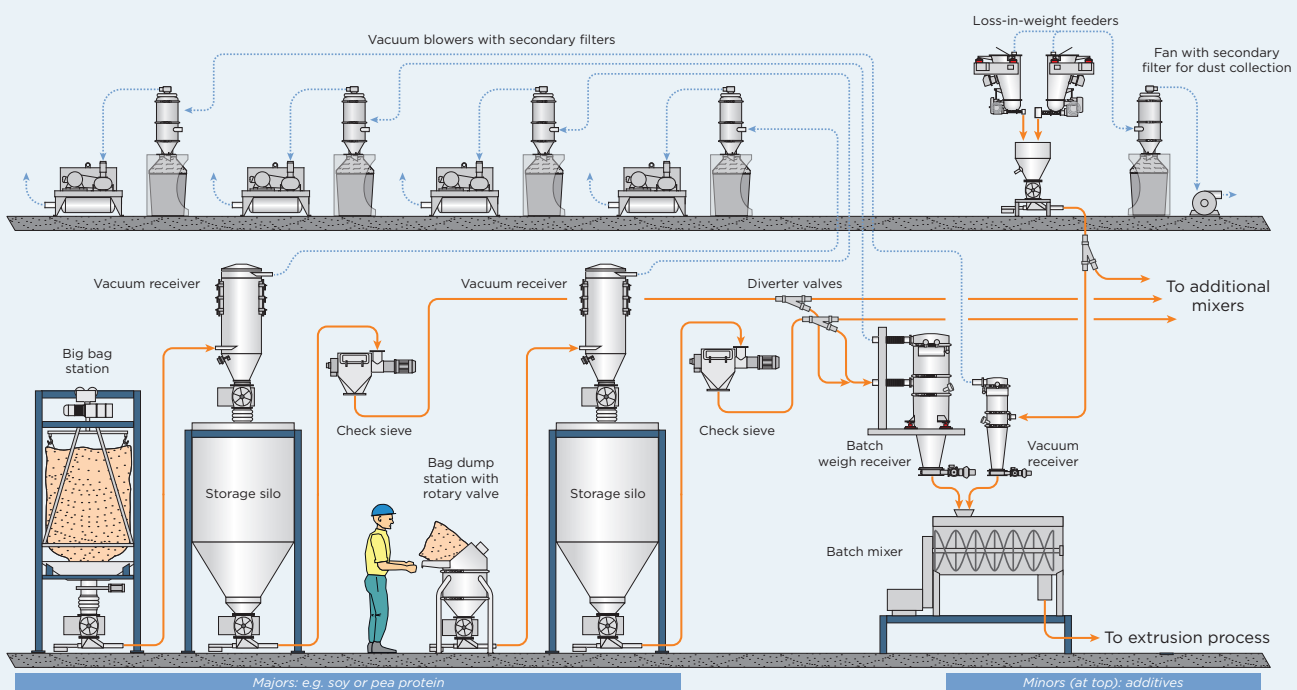 Loss-in-weight feeders
Vacuum blowers with secondary filters
Fan with secondary
filter for dust collection
Vacuum receiver
Vacuum receiver
Diverter valves
To additional
mixers
Big bag
station
Check sieve
Check sieve
Batch
weigh receiver
Vacuum
receiver
Bag dump
station with
rotary valve
Storage silo
Storage silo
Batch mixer
To extrusion process
Majors: e.g. soy or pea protein
Minors (at top): additives